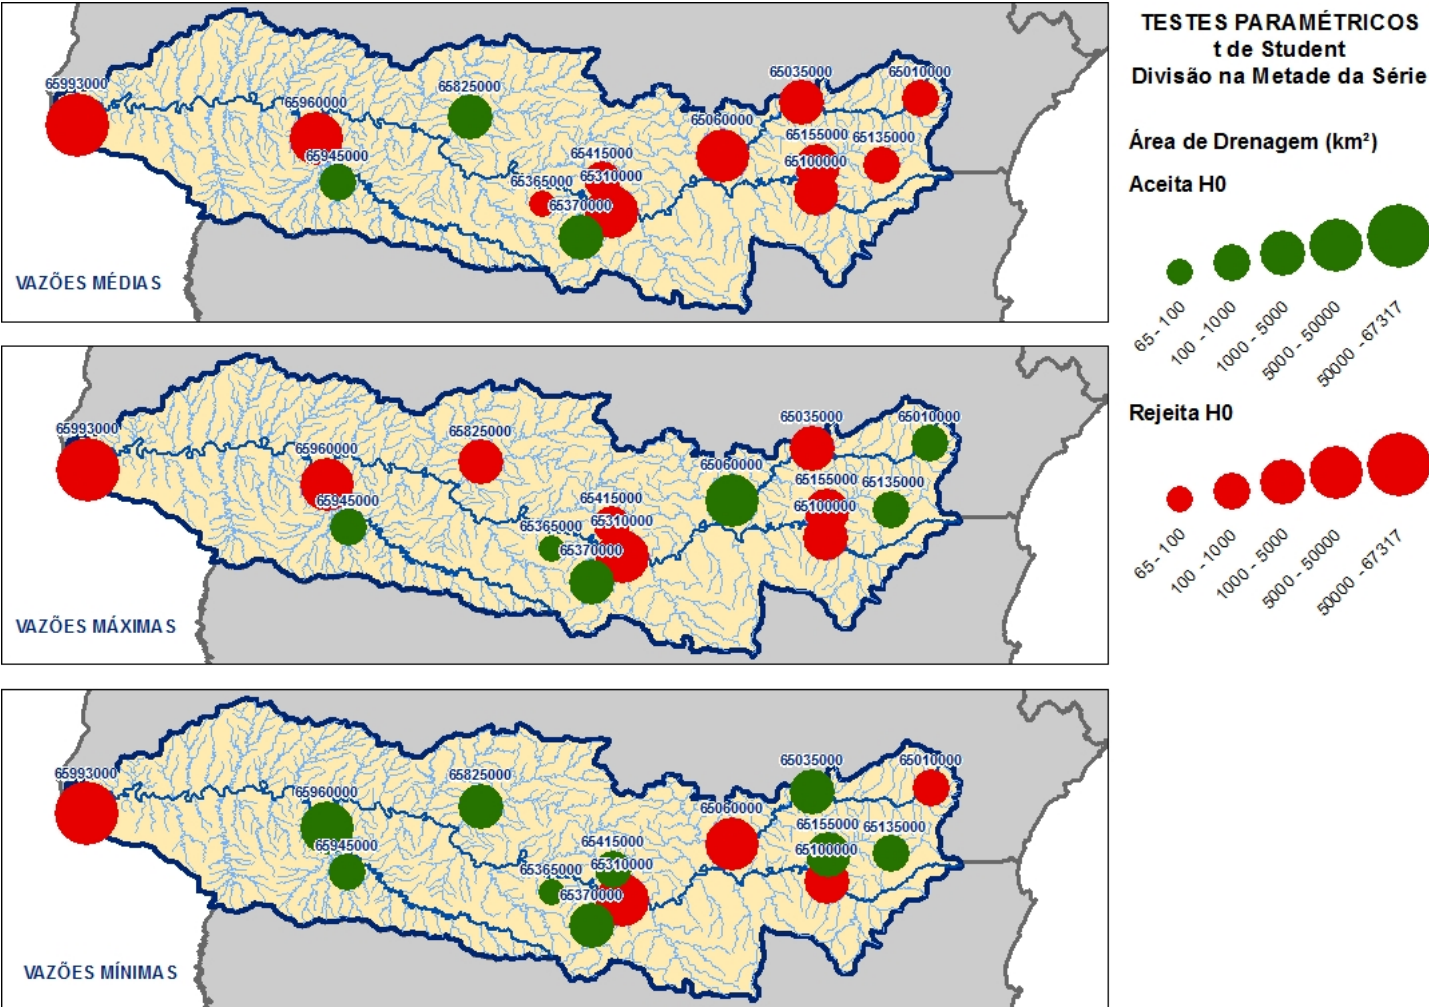 65993000
65960000
65945000
65825000
65415000
65365000
65310000
65370000
65060000
65035000
65010000
65155000
65135000
65100000
VAZÕES MÉDIAS
65993000
65960000
65945000
65825000
65415000
65365000
65310000
65370000
65060000
65035000
65010000
65155000
65135000
65100000
VAZÕES MÁXIMAS
65993000
65960000
65945000
65825000
65415000
65365000
65310000
65370000
65060000
65035000
65010000
65155000
65135000
65100000
VAZÕES MÍNIMAS
TESTES PARAMÉTRICOS
t de Student
Divisão na Metade da Série
Área de Drenagem (km²)
Aceita H0
65 - 100
100 - 1000
1000 - 5000
5000 - 50000
50000 - 67317
Rejeita H0
65 - 100
100 - 1000
1000 - 5000
5000 - 50000
50000 - 67317